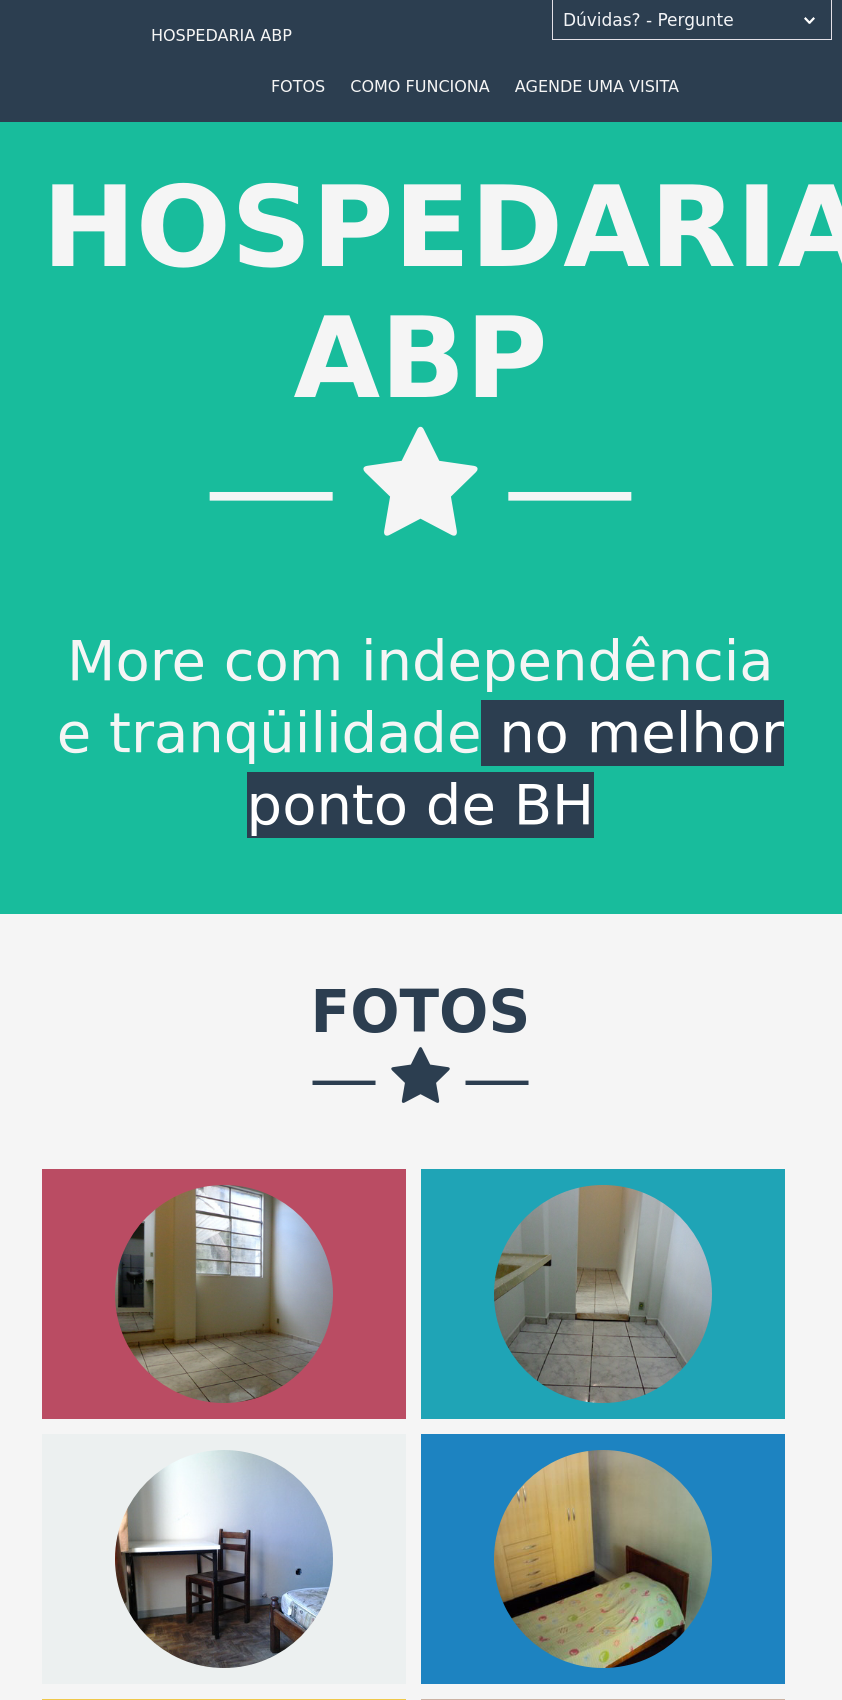 HOSPEDARIA ABP
Dúvidas? - Pergunte
FOTOS COMO FUNCIONA AGENDE UMA VISITA
HOSPEDARIA
ABP
More com independência
e tranqüilidade no melhor
ponto de BH
FOTOS